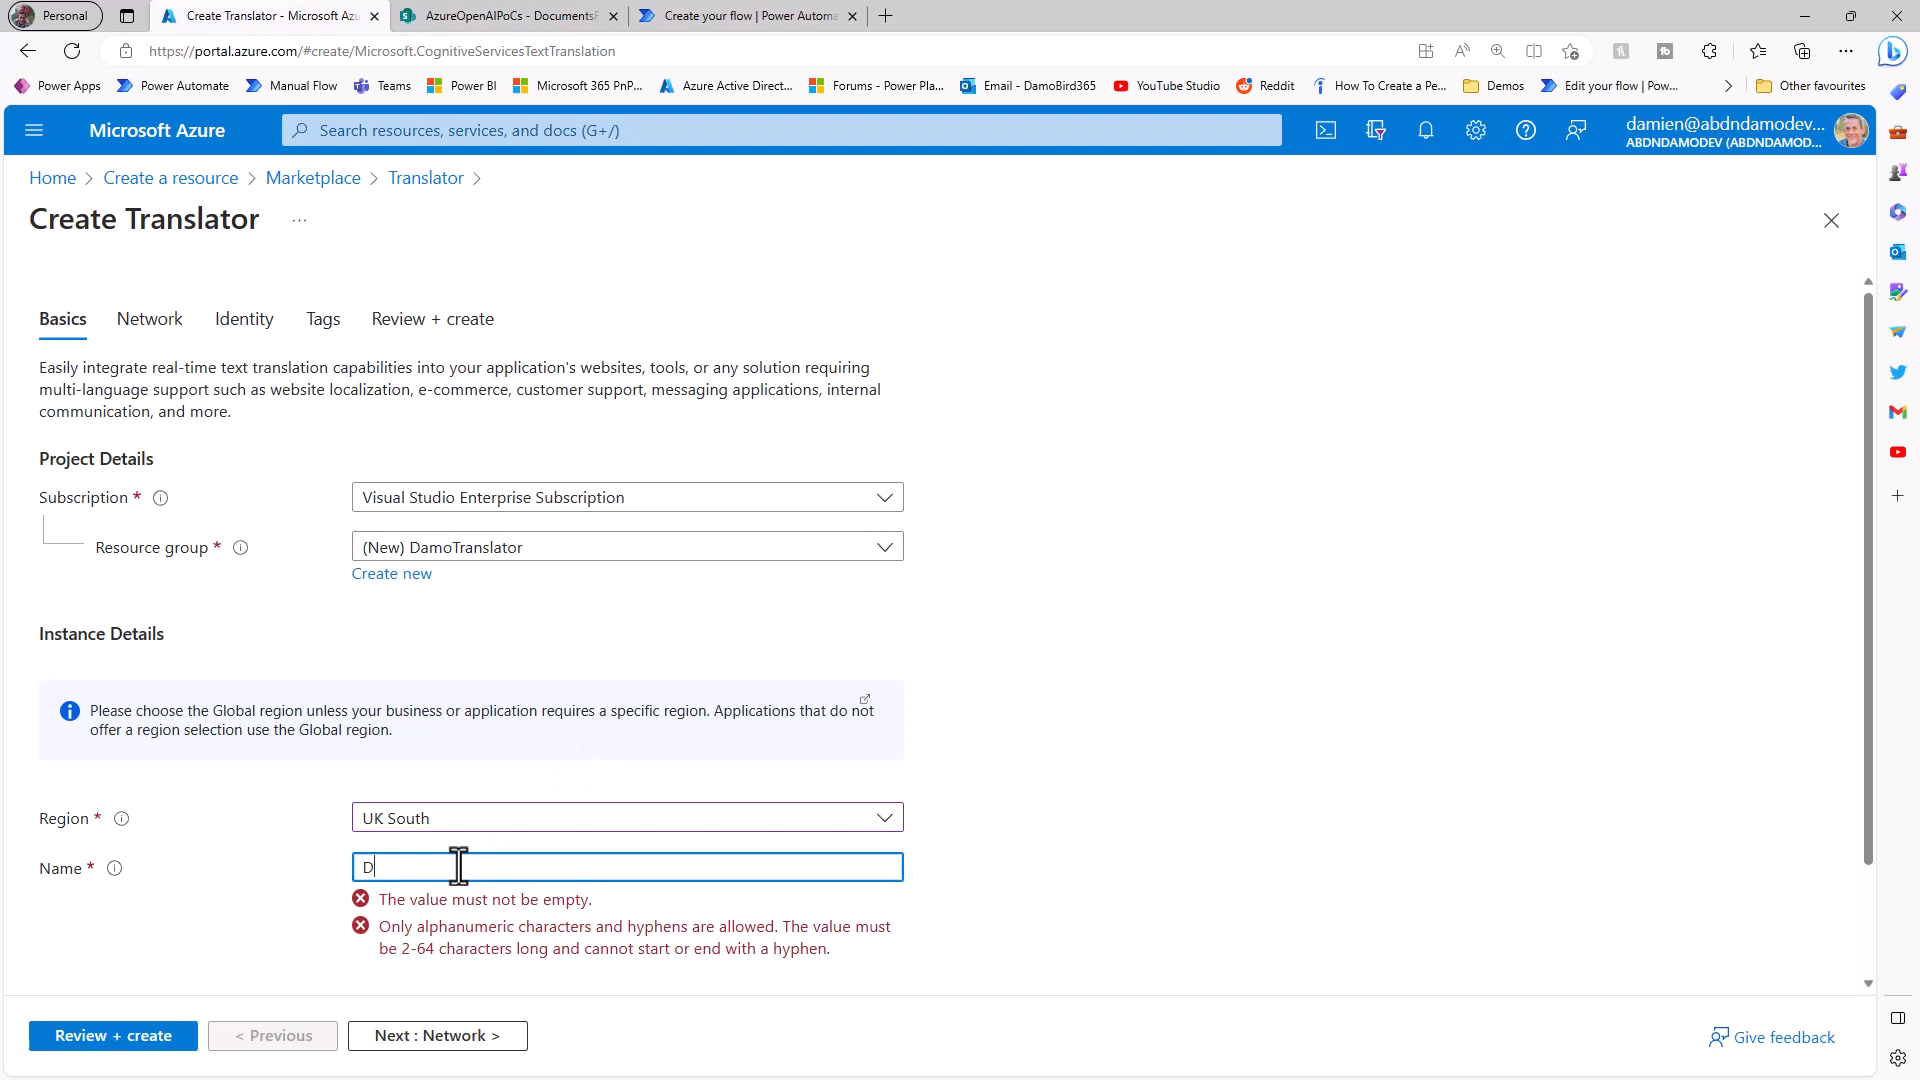 Personal
Create Translator - Microsoft Azu
AzureOpenAIPoCs - Documents
Create your flow | Power Automa
https://portal.azure.com/#create/Microsoft.CognitiveServicesTextTranslation
Power Apps
Power Automate
Manual Flow
Teams
Power BI
Microsoft 365 PnP...
Azure Active Direct...
Forums - Power Pla...
Email - DamoBird365
YouTube Studio
Reddit
How To Create a Pe...
Demos
Edit your flow | Pow...
Other favourites
Microsoft Azure
Search resources, services, and docs (G+/)
damien@abdndamodev...
ABDNDAMODEV (ABDNDAMOD...
Home > Create a resource > Marketplace > Translator >
Create Translator ...
Basics
Network
Identity
Tags
Review + create
Easily integrate real-time text translation capabilities into your application's websites, tools, or any solution requiring
multi-language support such as website localization, e-commerce, customer support, messaging applications, internal
communication, and more.
Project Details
Subscription *
Visual Studio Enterprise Subscription
Resource group *
(New) DamoTranslator
Create new
Instance Details
Please choose the Global region unless your business or application requires a specific region. Applications that do not
offer a region selection use the Global region.
Region *
UK South
Name *
D
The value must not be empty.
Only alphanumeric characters and hyphens are allowed. The value must
be 2-64 characters long and cannot start or end with a hyphen.
Review + create
< Previous
Next : Network >
Give feedback